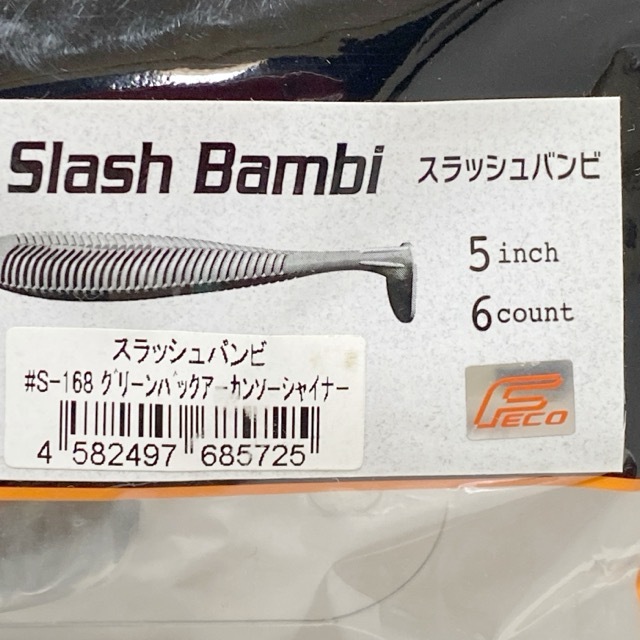 Slash Bambi スラッシュバンビ
5 inch
6 count
スラッシュバンビ
#S-168 グリーンバックアーカンソーシャイナー
4 582497 685725
FECO